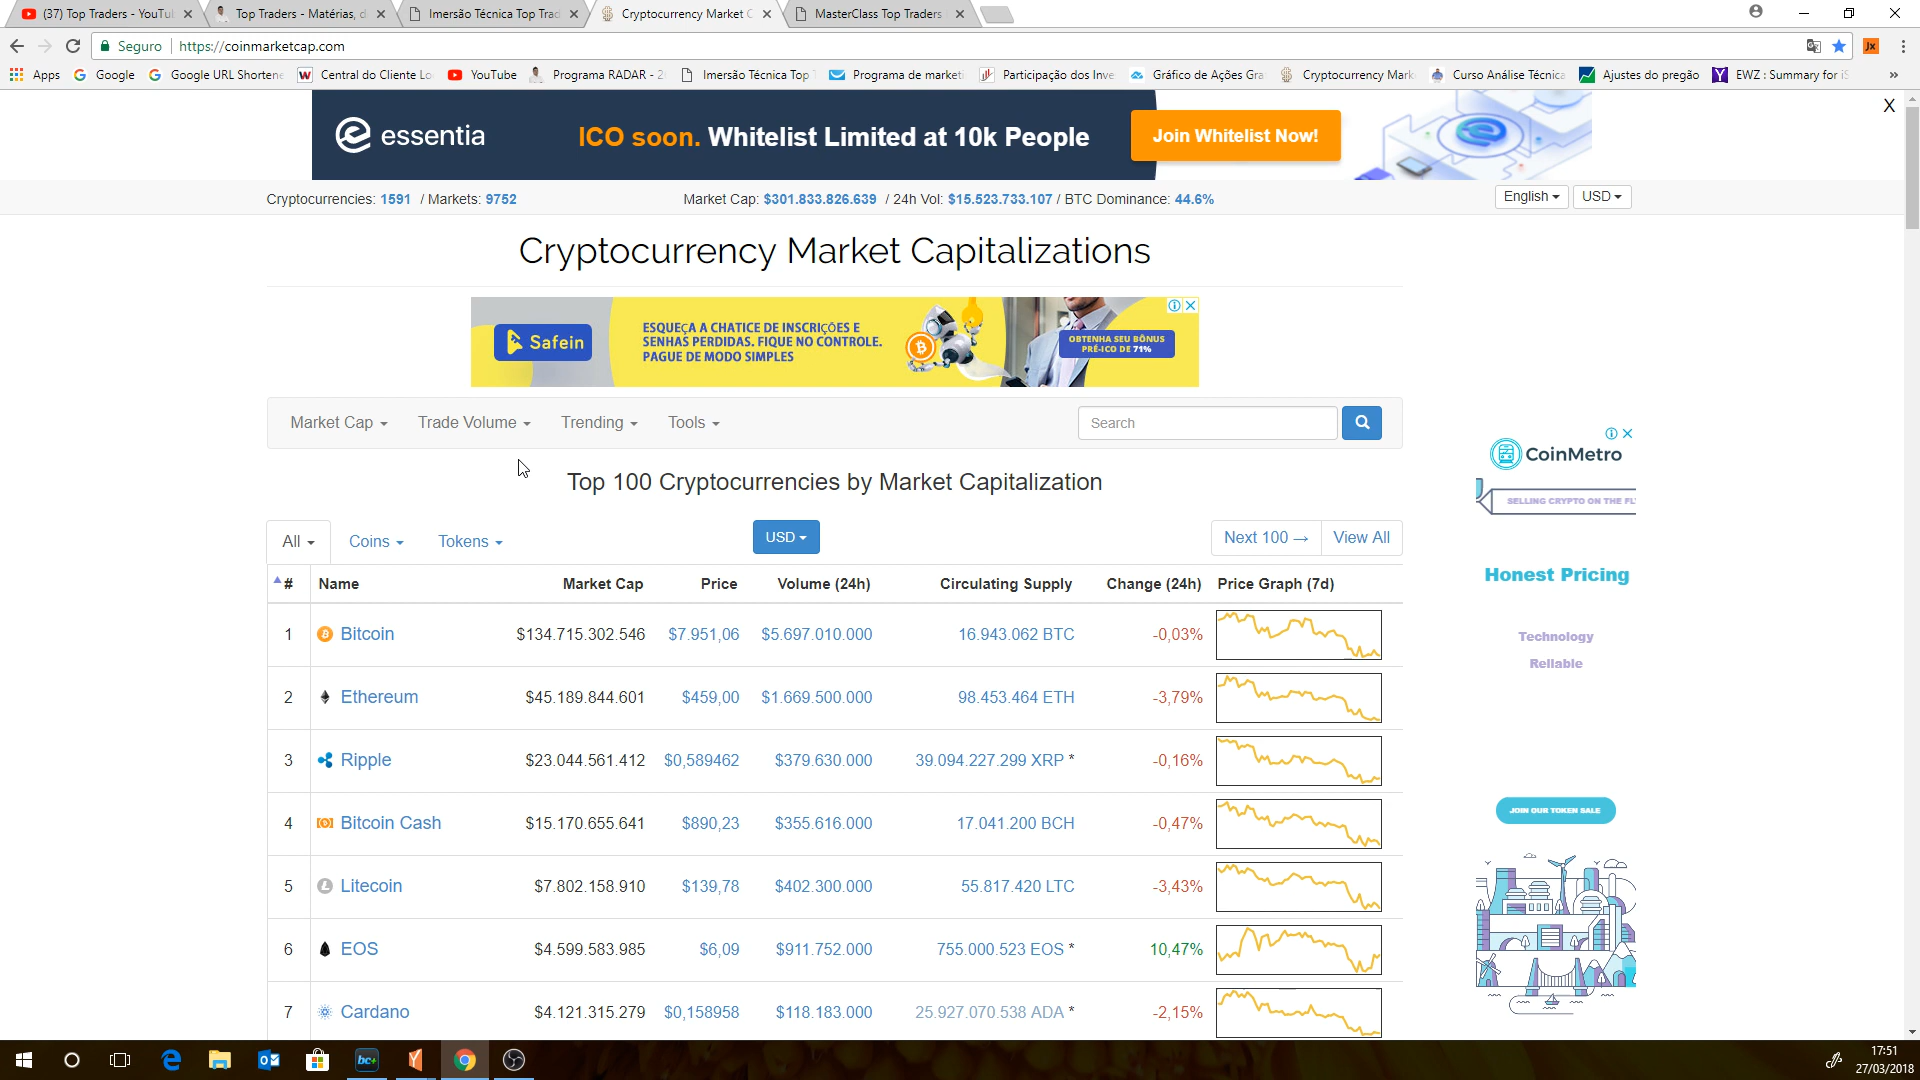 (37) Top Traders - YouTu
Top Traders - Matérias, d
Imersão Técnica Top Trad
Cryptocurrency Market C
MasterClass Top Traders
Seguro
https://coinmarketcap.com
Apps
Google
Google URL Shortene
Central do Cliente Lo
YouTube
Programa RADAR - 2
Imersão Técnica Top
Programa de market
Participação dos Inve
Gráfico de Ações Gra
Cryptocurrency Mark
Curso Análise Técnica
Ajustes do pregão
EWZ : Summary for iS
»
essentia
ICO soon. Whitelist Limited at 10k People
Join Whitelist Now!
X
Cryptocurrencies: 1591 / Markets: 9752
Market Cap: $301.833.826.639 / 24h Vol: $15.523.733.107 / BTC Dominance: 44.6%
English
USD
Cryptocurrency Market Capitalizations
Safein
ESQUEÇA A CHATICE DE INSCRIÇÕES E
SENHAS PERDIDAS. FIQUE NO CONTROLE.
PAGUE DE MODO SIMPLES
OBTENHA SEU BÔNUS
PRÉ-ICO DE 71%
Market Cap
Trade Volume
Trending
Tools
Search
CoinMetro
SELLING CRYPTO ON THE FL
Top 100 Cryptocurrencies by Market Capitalization
All
Coins
Tokens
USD
Next 100 →
View All
Honest Pricing
Technology
Reliable
JOIN OUR TOKEN SALE
# Name Market Cap Price Volume (24h) Circulating Supply Change (24h) Price Graph (7d)
1 Bitcoin $134.715.302.546 $7.951,06 $5.697.010.000 16.943.062 BTC -0,03%
2 Ethereum $45.189.844.601 $459,00 $1.669.500.000 98.453.464 ETH -3,79%
3 Ripple $23.044.561.412 $0,589462 $379.630.000 39.094.227.299 XRP * -0,16%
4 Bitcoin Cash $15.170.655.641 $890,23 $355.616.000 17.041.200 BCH -0,47%
5 Litecoin $7.802.158.910 $139,78 $402.300.000 55.817.420 LTC -3,43%
6 EOS $4.599.583.985 $6,09 $911.752.000 755.000.523 EOS * 10,47%
7 Cardano $4.121.315.279 $0,158958 $118.183.000 25.927.070.538 ADA * -2,15%
bc+
17:51
27/03/2018